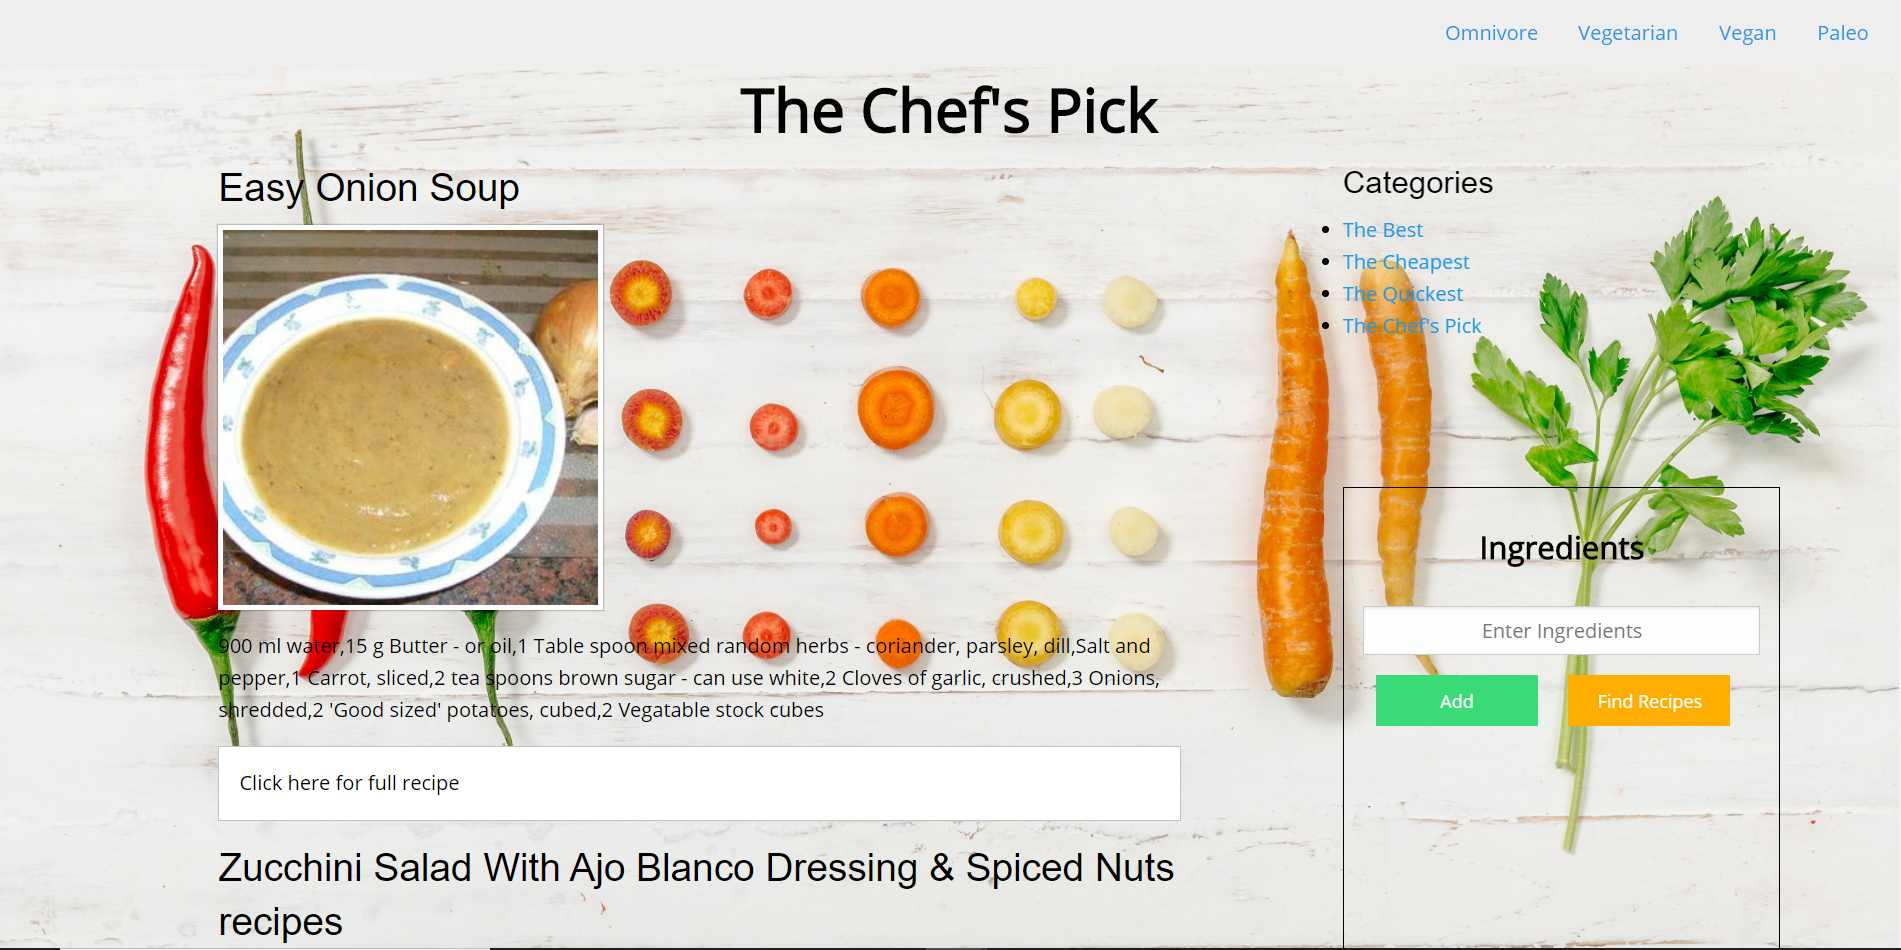 Omnivore Vegetarian Vegan Paleo
The Chef's Pick
Easy Onion Soup
900 ml water,15 g Butter - or oil,1 Table spoon mixed random herbs - coriander, parsley, dill,Salt and
pepper,1 Carrot, sliced,2 tea spoons brown sugar - can use white,2 Cloves of garlic, crushed,3 Onions,
shredded,2 'Good sized' potatoes, cubed,2 Vegatable stock cubes
Click here for full recipe
Zucchini Salad With Ajo Blanco Dressing & Spiced Nuts
recipes
Categories
The Best
The Cheapest
The Quickest
The Chef's Pick
Ingredients
Enter Ingredients
Add Find Recipes